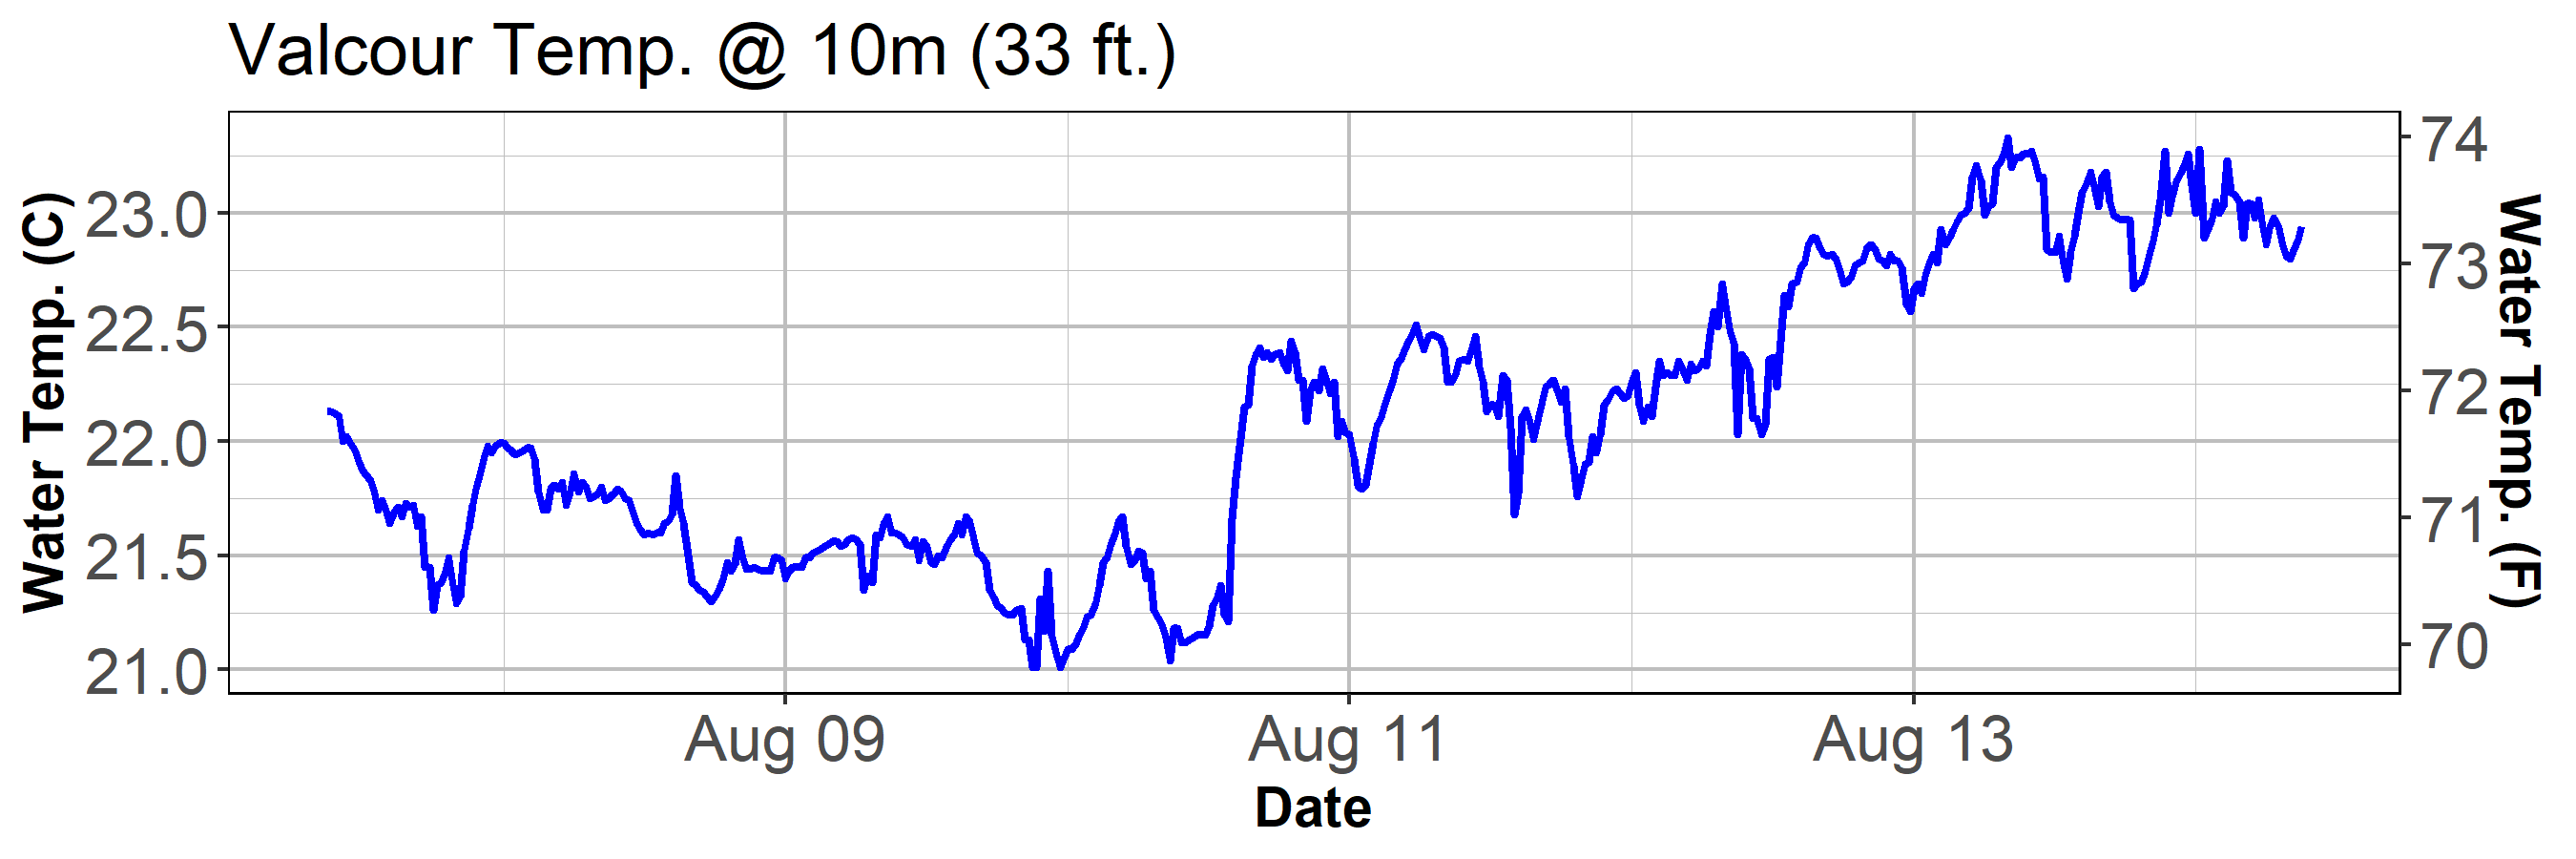 Valcour Temp. @ 10m (33 ft.)
Water Temp. (C)
23.0
22.5
22.0
21.5
21.0
74
73
72
71
70
Water Temp. (F)
Aug 09
Aug 11
Aug 13
Date